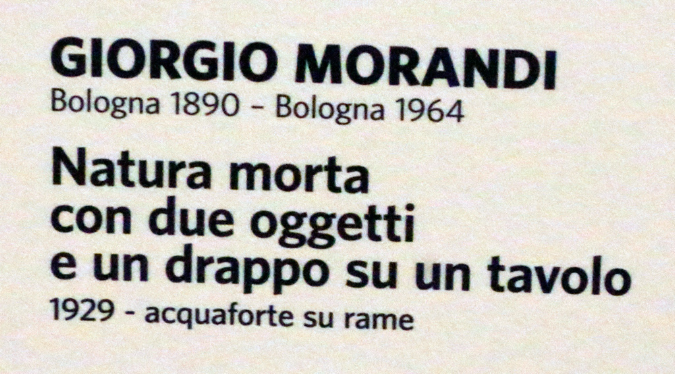 GIORGIO MORANDI
Bologna 1890 – Bologna 1964
Natura morta
con due oggetti
e un drappo su un tavolo
1929 - acquaforte su rame